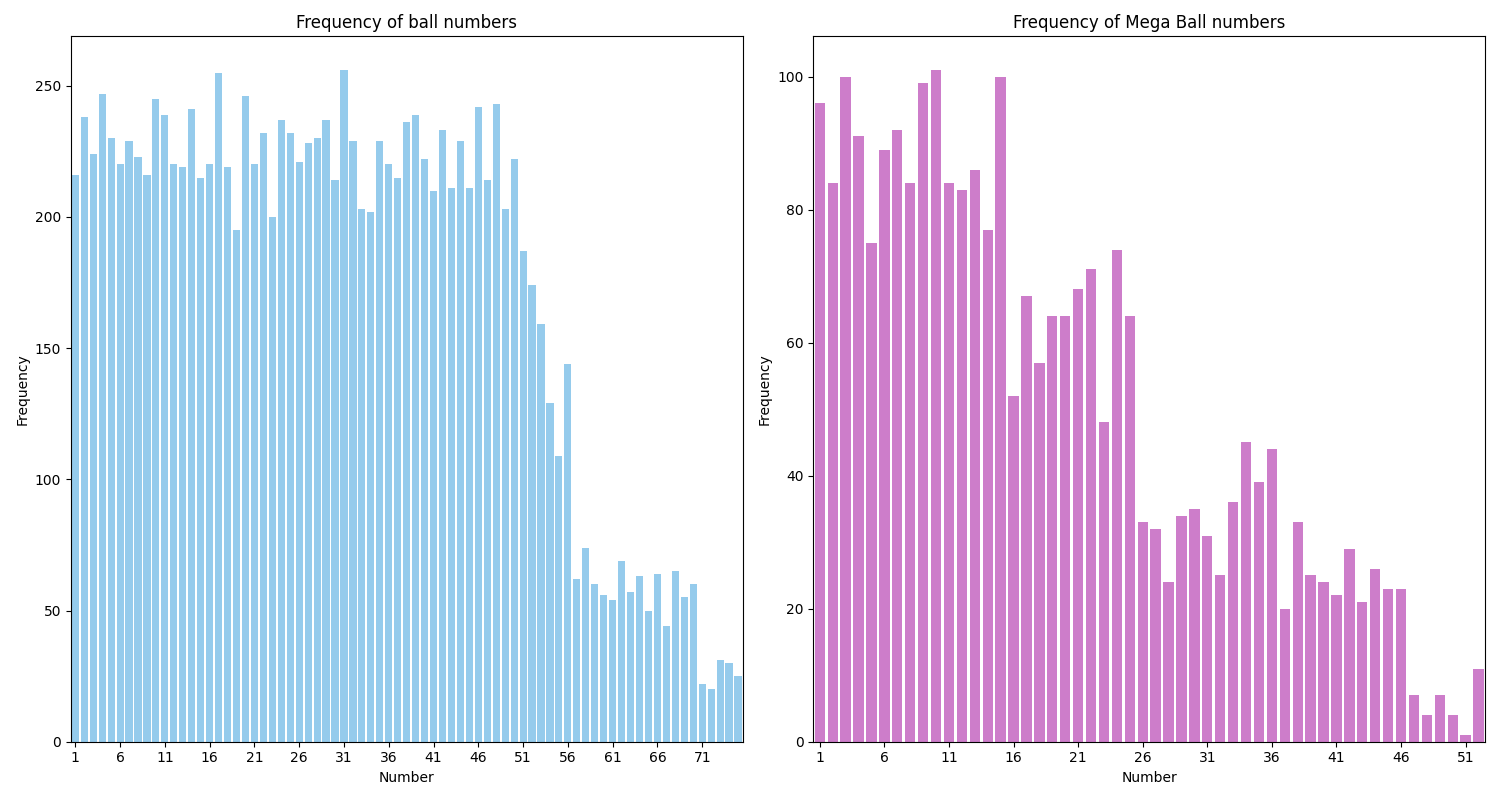 Frequency of ball numbers
Frequency
250
200
150
100
50
0
1 6 11 16 21 26 31 36 41 46 51 56 61 66 71
Number
Frequency of Mega Ball numbers
Frequency
100
80
60
40
20
0
1 6 11 16 21 26 31 36 41 46 51
Number